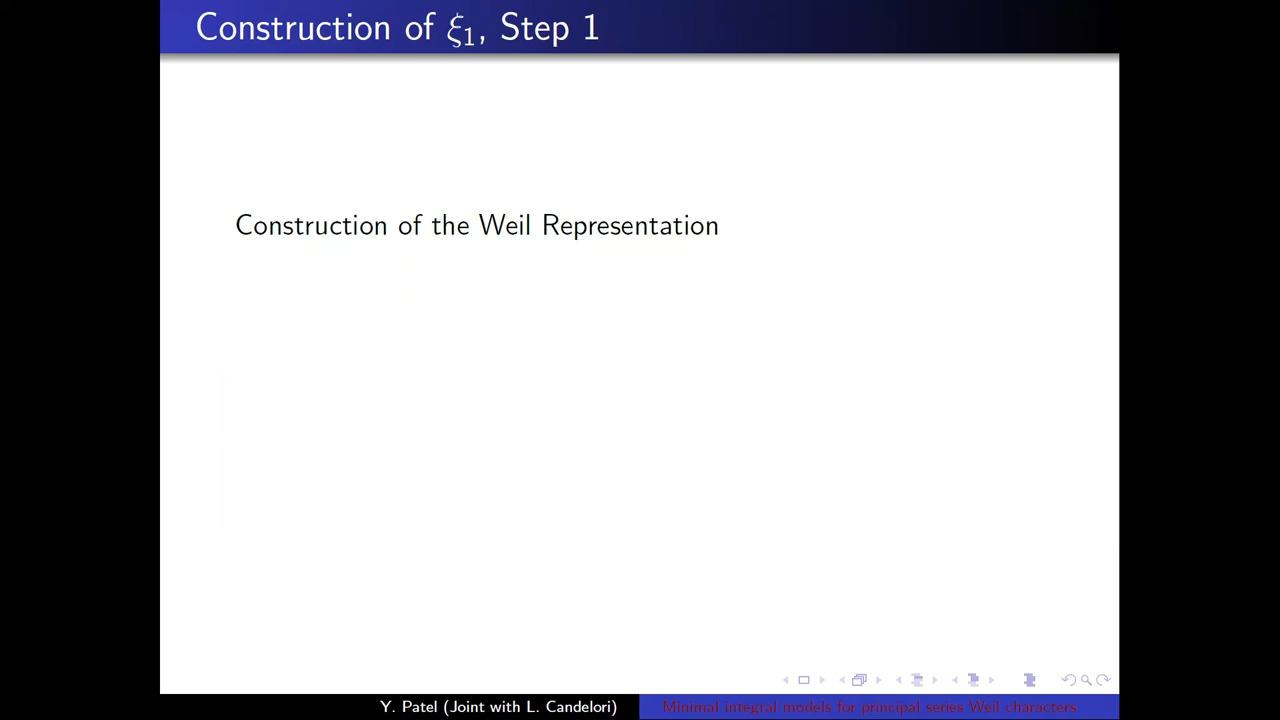 Construction of ξ₁, Step 1
Construction of the Weil Representation
Y. Patel (Joint with L. Candelori)
Minimal integral models for principal series Weil characters